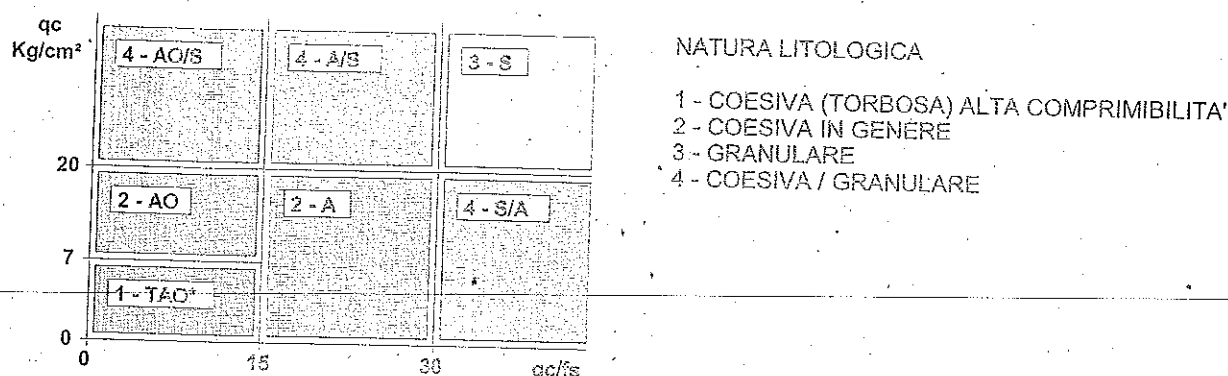 qc
Kg/cm²
4 - AO/S
4 - A/S
3 - S
20
2 - AO
2 - A
4 - S/A
7
1 - TAO*
0
0
15
30
qc/fs
NATURA LITOLOGICA
1 - COESIVA (TORBOSA) ALTA COMPRIMIBILITA'
2 - COESIVA IN GENERE
3 - GRANULARE
4 - COESIVA / GRANULARE